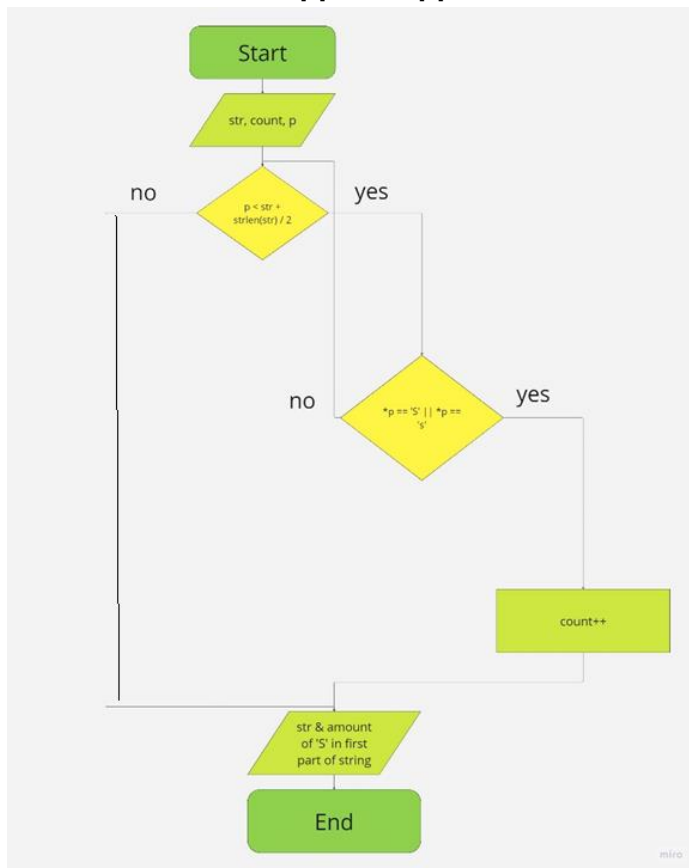 Start
str, count, p
no
yes
p < str +
strlen(str) / 2
no
yes
*p == 'S' || *p ==
's'
count++
str & amount
of 'S' in first
part of string
End
miro